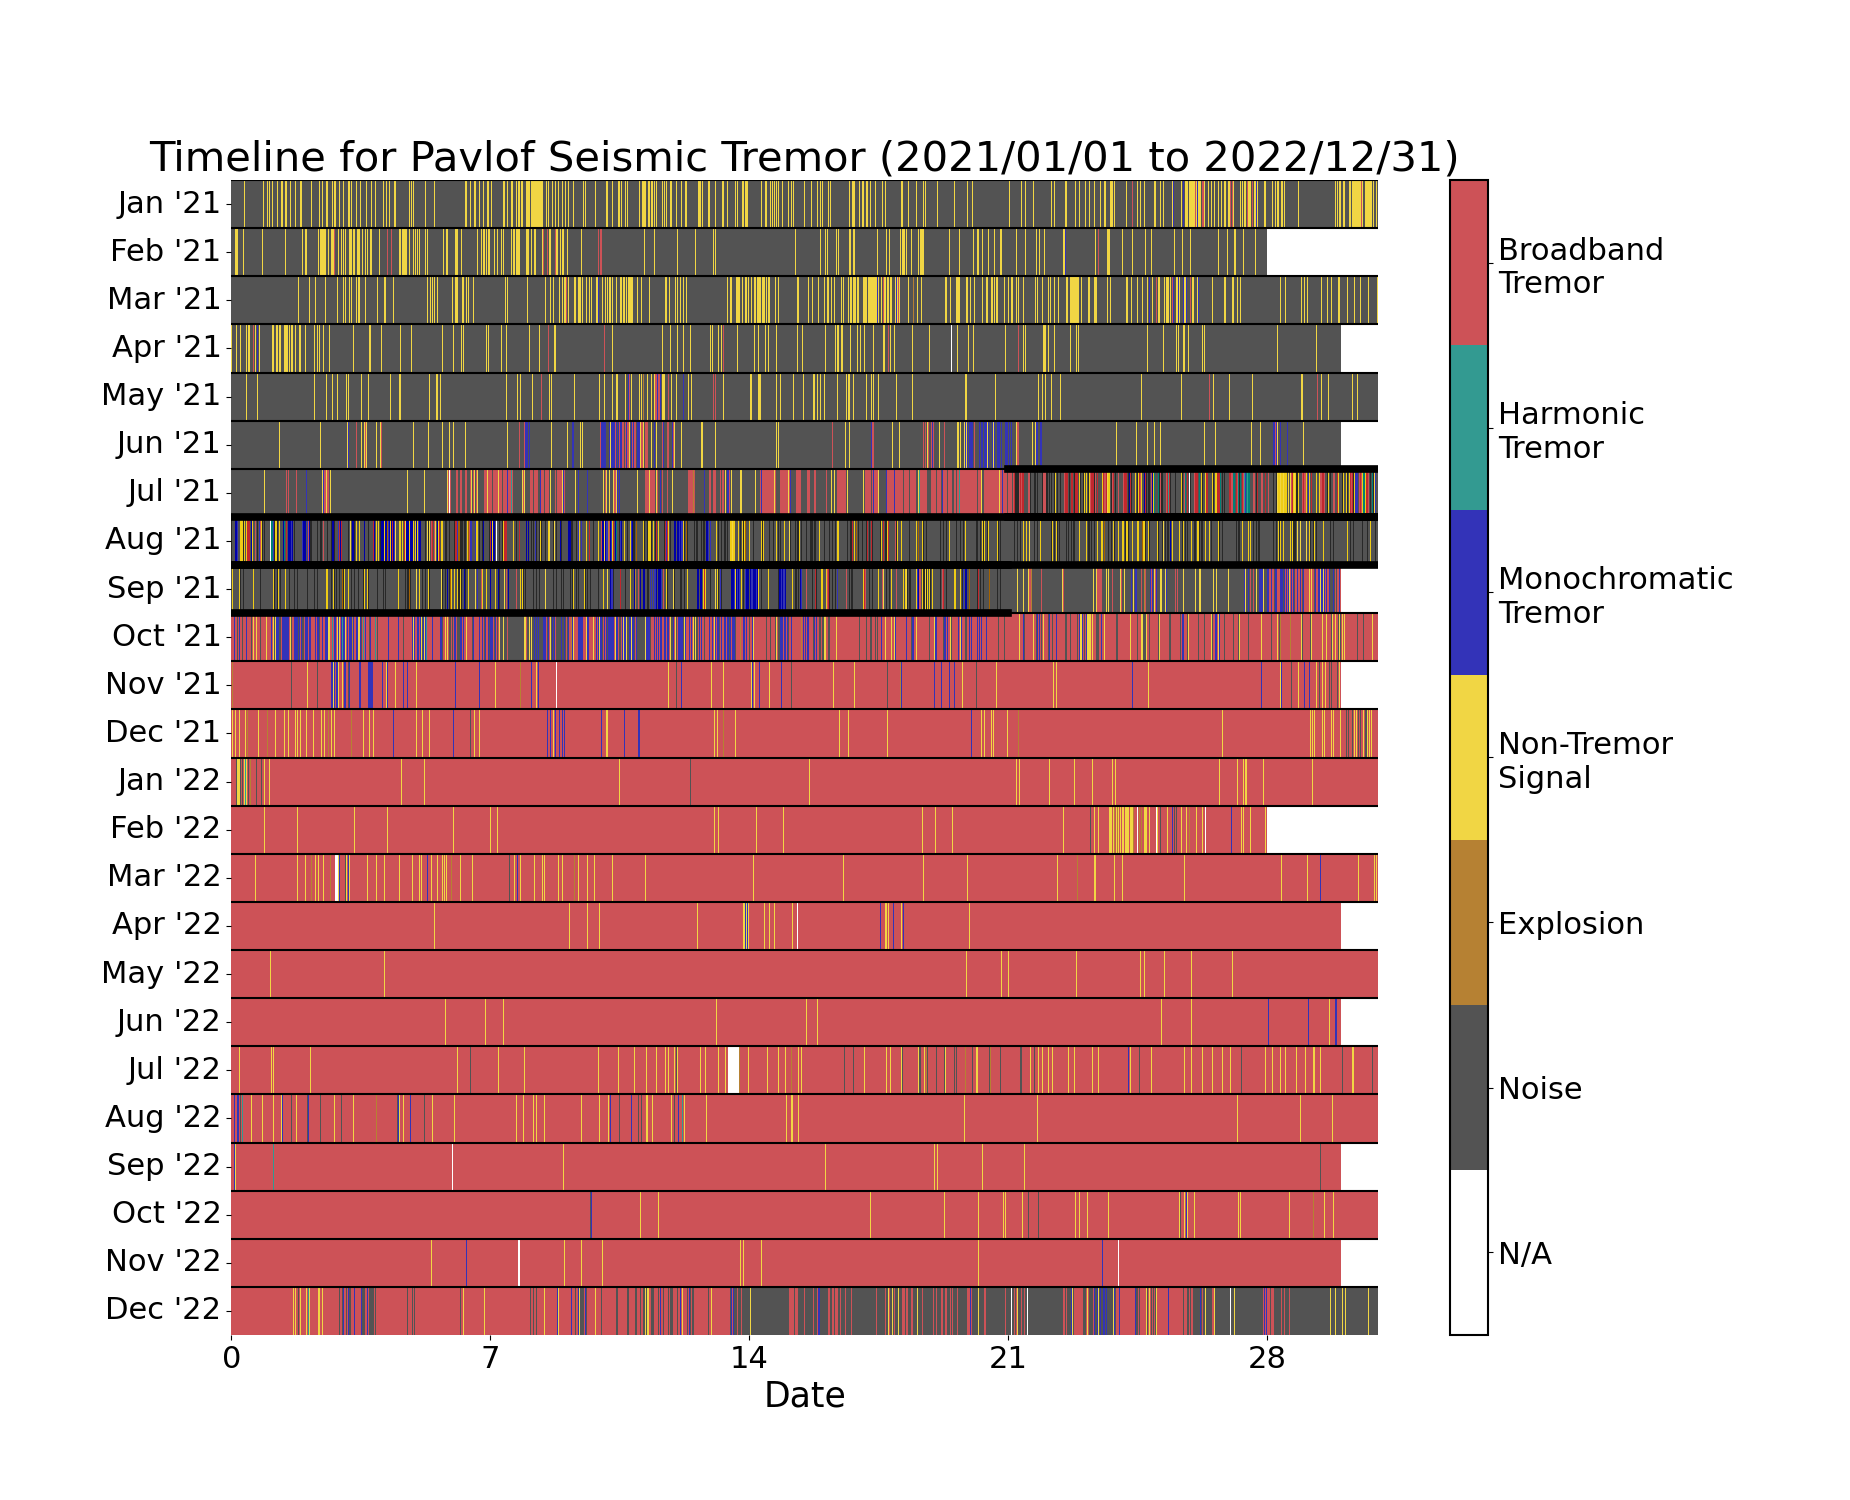 Timeline for Pavlof Seismic Tremor (2021/01/01 to 2022/12/31)
Jan '21
Feb '21
Mar '21
Apr '21
May '21
Jun '21
Jul '21
Aug '21
Sep '21
Oct '21
Nov '21
Dec '21
Jan '22
Feb '22
Mar '22
Apr '22
May '22
Jun '22
Jul '22
Aug '22
Sep '22
Oct '22
Nov '22
Dec '22
0 7 14 21 28
Date
Broadband
Tremor
Harmonic
Tremor
Monochromatic
Tremor
Non-Tremor
Signal
Explosion
Noise
N/A